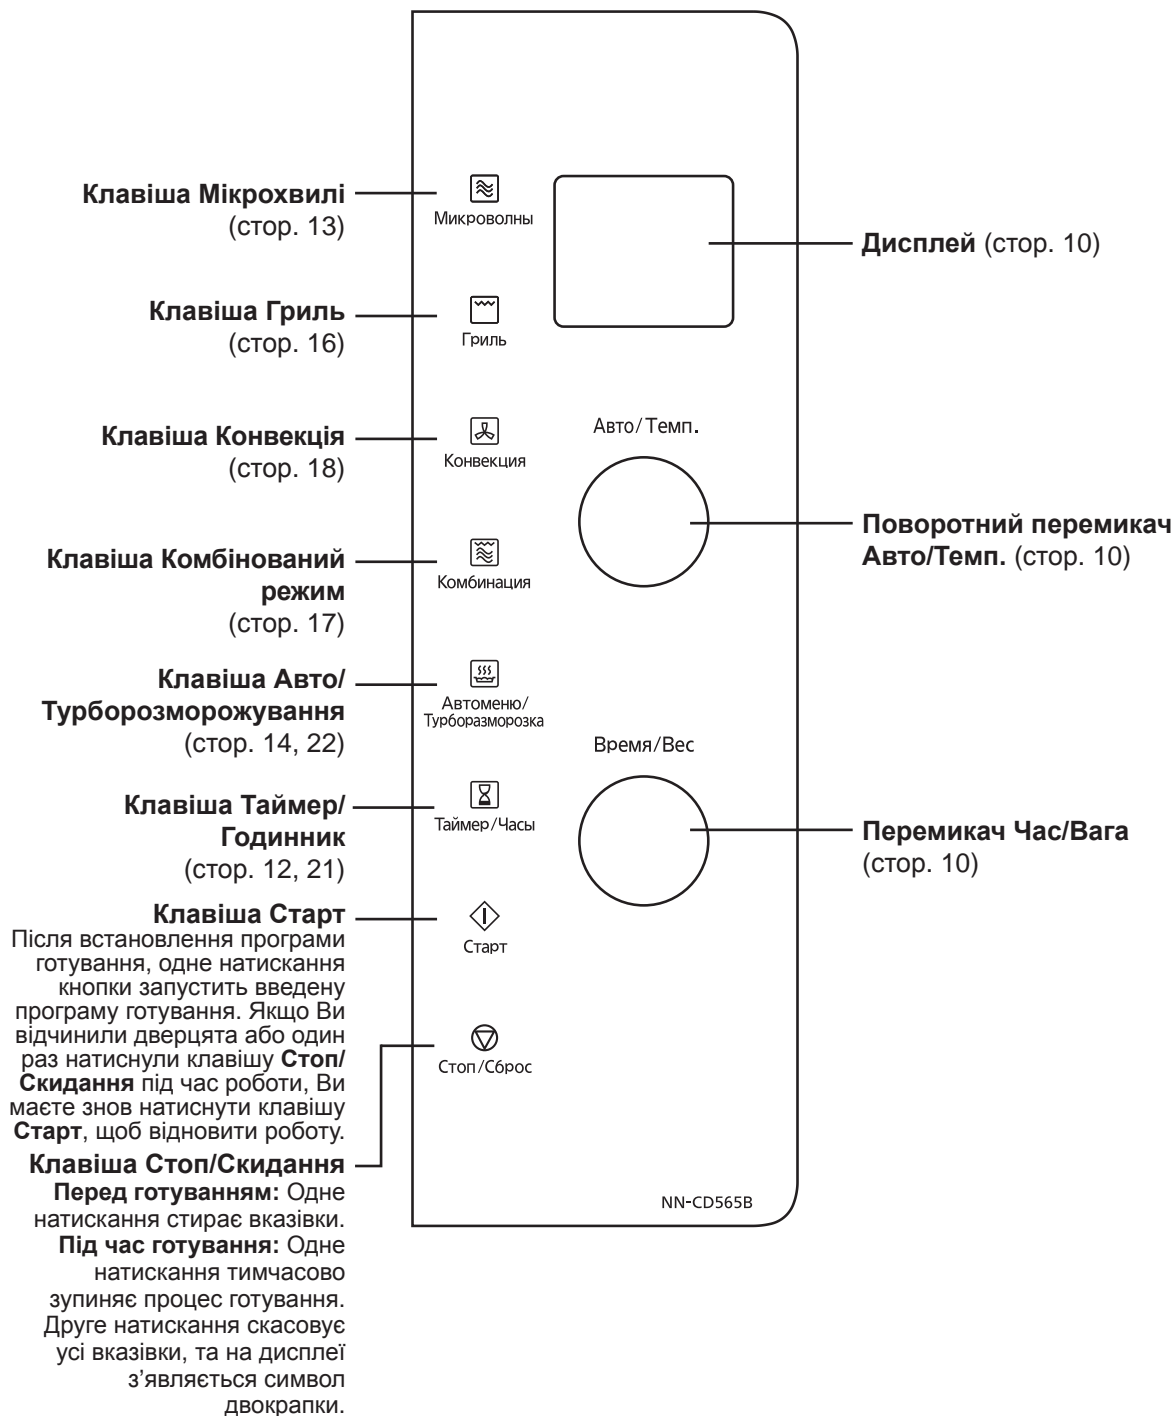 Клавіша Мікрохвилі
(стор. 13)
Клавіша Гриль
(стор. 16)
Клавіша Конвекція
(стор. 18)
Клавіша Комбінований
режим
(стор. 17)
Клавіша Авто/
Турборозморожування
(стор. 14, 22)
Клавіша Таймер/
Годинник
(стор. 12, 21)
Клавіша Старт
Після встановлення програми
готування, одне натискання
кнопки запустить введену
програму готування. Якщо Ви
відчинили дверцята або один
раз натиснули клавішу Стоп/
Скидання під час роботи, Ви
маєте знов натиснути клавішу
Старт, щоб відновити роботу.
Клавіша Стоп/Скидання
Перед готуванням: Одне
натискання стирає вказівки.
Під час готування: Одне
натискання тимчасово
зупиняє процес готування.
Друге натискання скасовує
усі вказівки, та на дисплеї
з’являється символ
двокрапки.
Микроволны
Гриль
Конвекция
Комбинация
Автоменю/
Турборазморозка
Таймер/Часы
Старт
Стоп/Сброс
Авто/Темп.
Время/Вес
NN-CD565B
Дисплей (стор. 10)
Поворотний перемикач
Авто/Темп. (стор. 10)
Перемикач Час/Вага
(стор. 10)